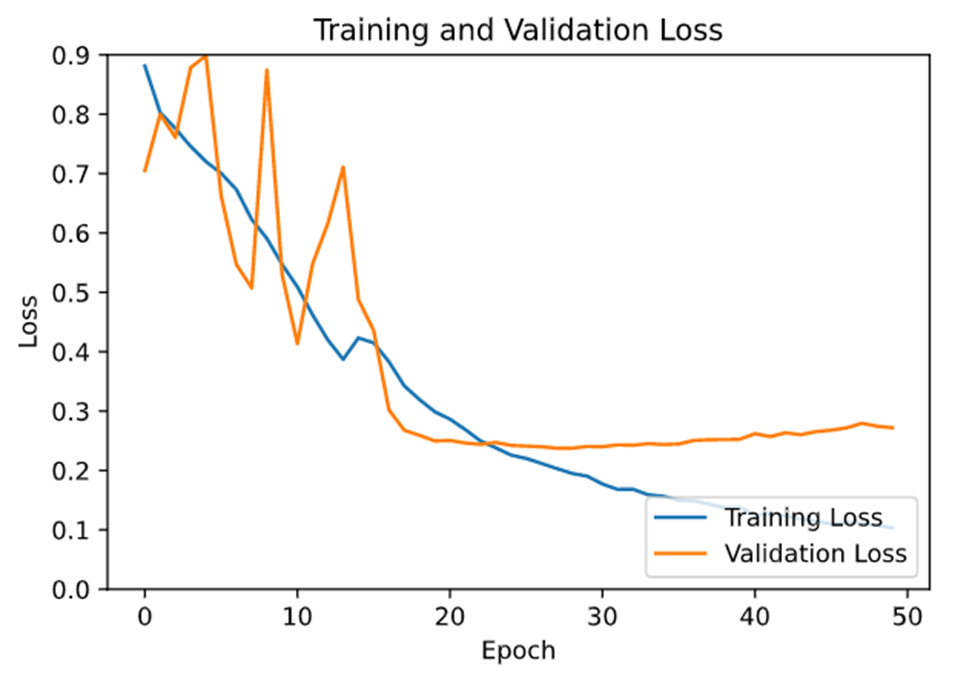 Training and Validation Loss
0.9
0.8
0.7
0.6
0.5
0.4
0.3
0.2
0.1
0.0
Loss
0 10 20 30 40 50
Epoch
Training Loss
Validation Loss